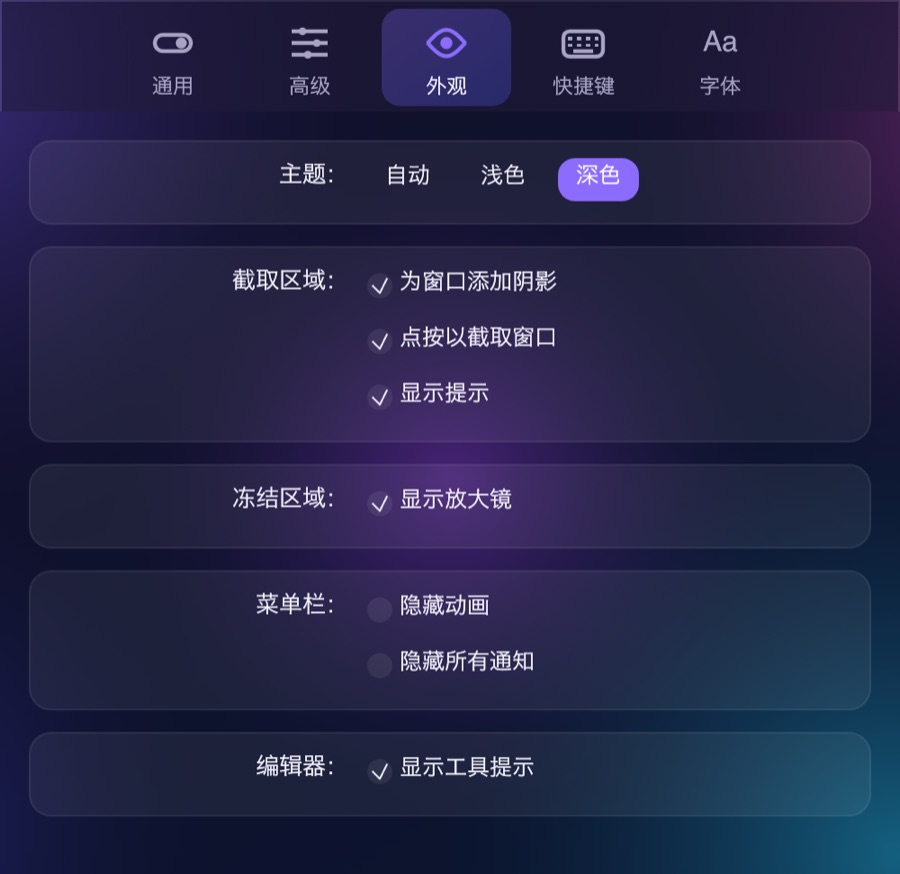 通用 高级 外观 快捷键 Aa 字体
主题: 自动 浅色 深色
截取区域: 为窗口添加阴影
点按以截取窗口
显示提示
冻结区域: 显示放大镜
菜单栏: 隐藏动画
隐藏所有通知
编辑器: 显示工具提示